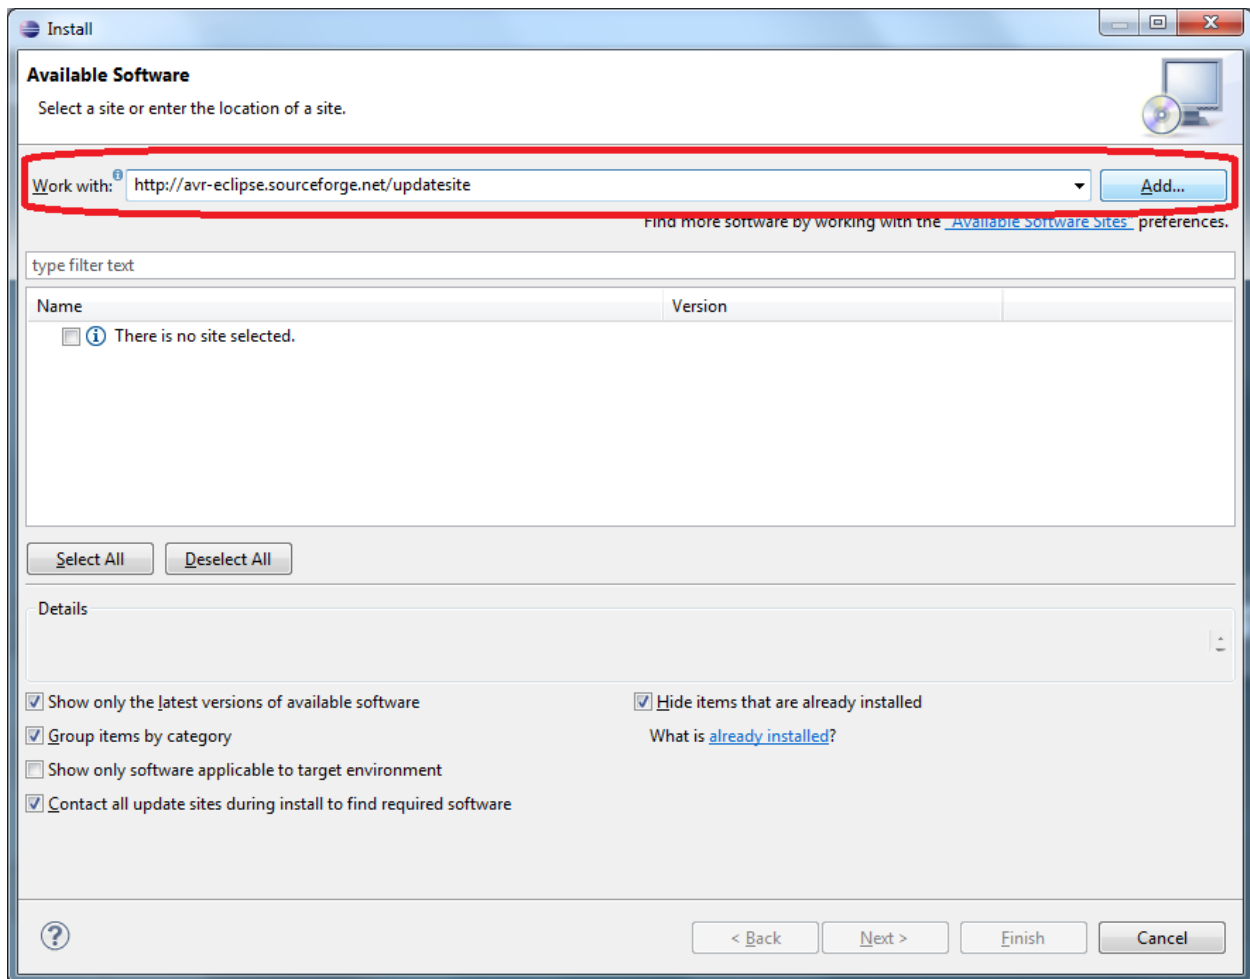 Install
Available Software
Select a site or enter the location of a site.
Work with: http://avr-eclipse.sourceforge.net/updatesite Add...
Find more software by working with the "Available Software Sites" preferences.
type filter text
Name Version
There is no site selected.
Select All Deselect All
Details
Show only the latest versions of available software Hide items that are already installed
Group items by category What is already installed?
Show only software applicable to target environment
Contact all update sites during install to find required software
< Back Next > Finish Cancel